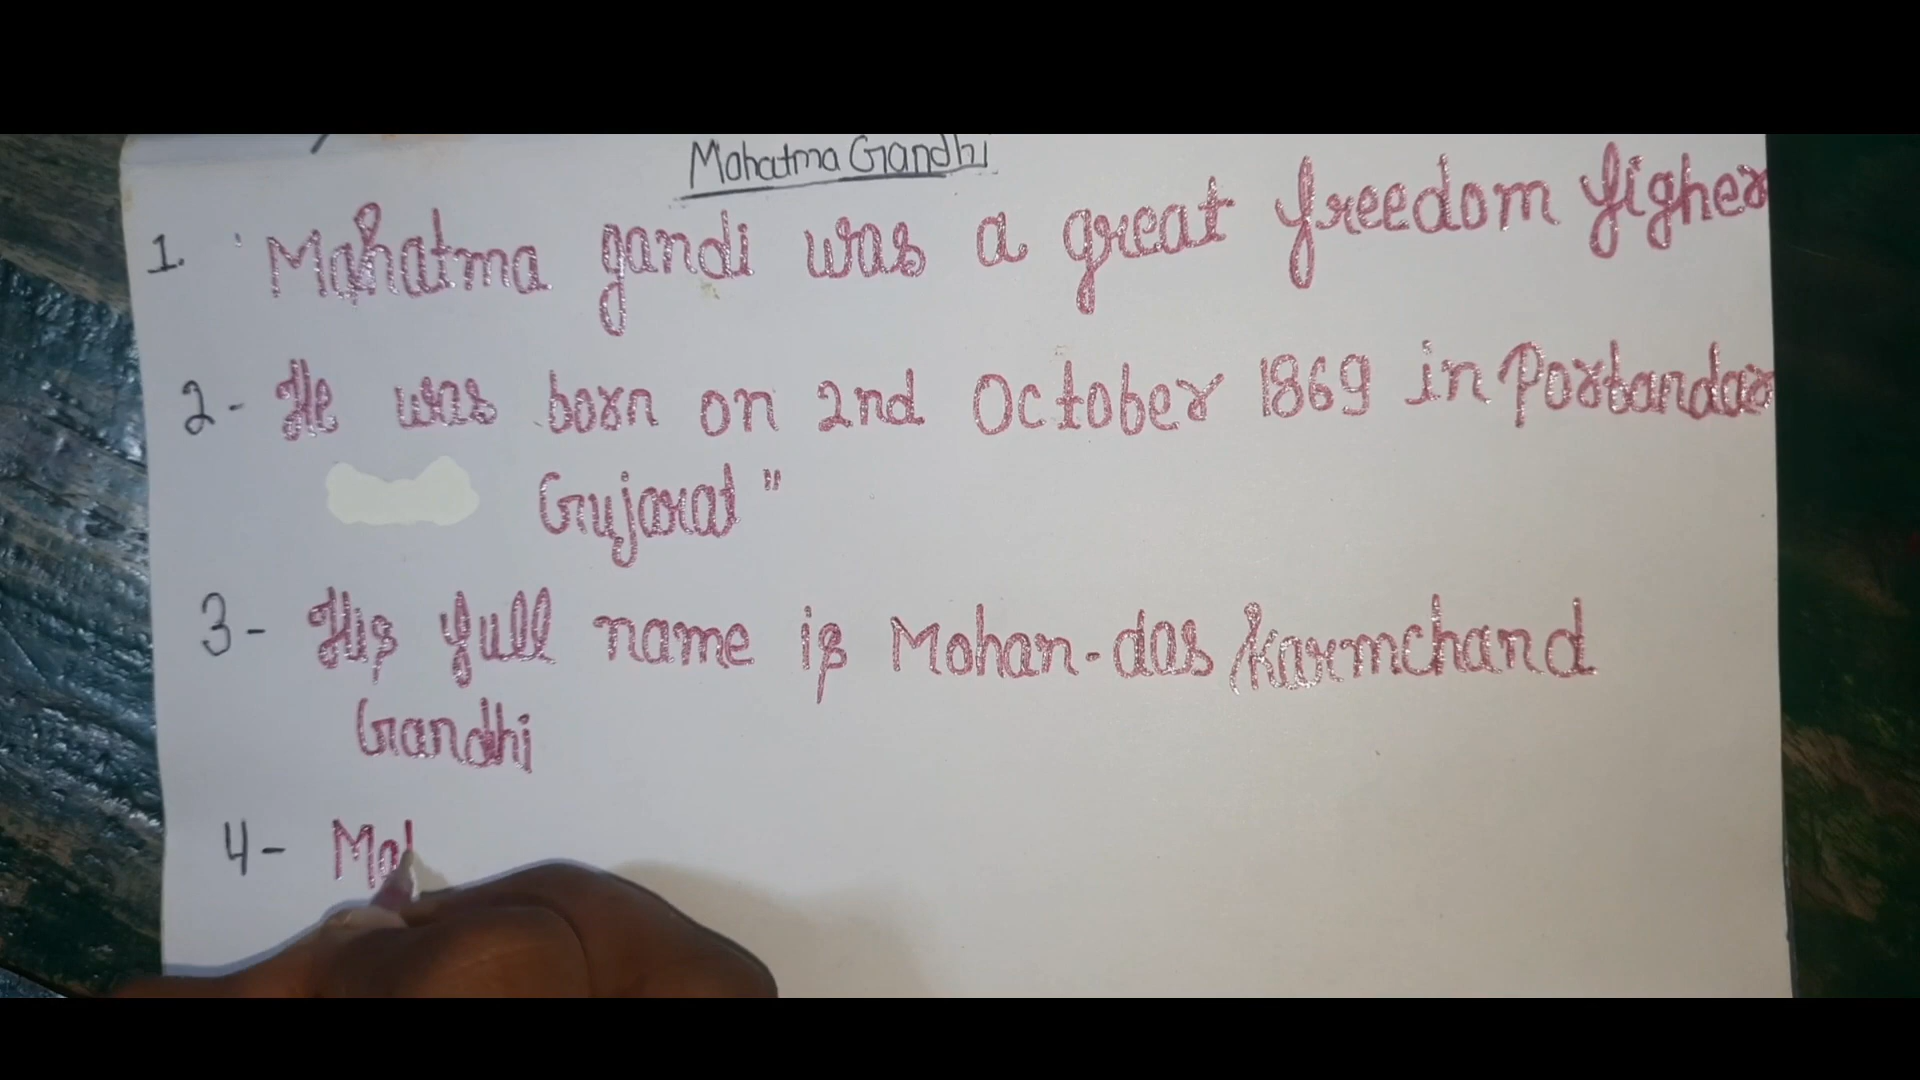 Mahatma Gandhi
1. Mahatma gandi was a great freedom figher
2- He was born on 2nd October 1869 in Porbandar
Gujarat"
3- His full name is Mohan-das karmchand
Gandhi
4- Mah